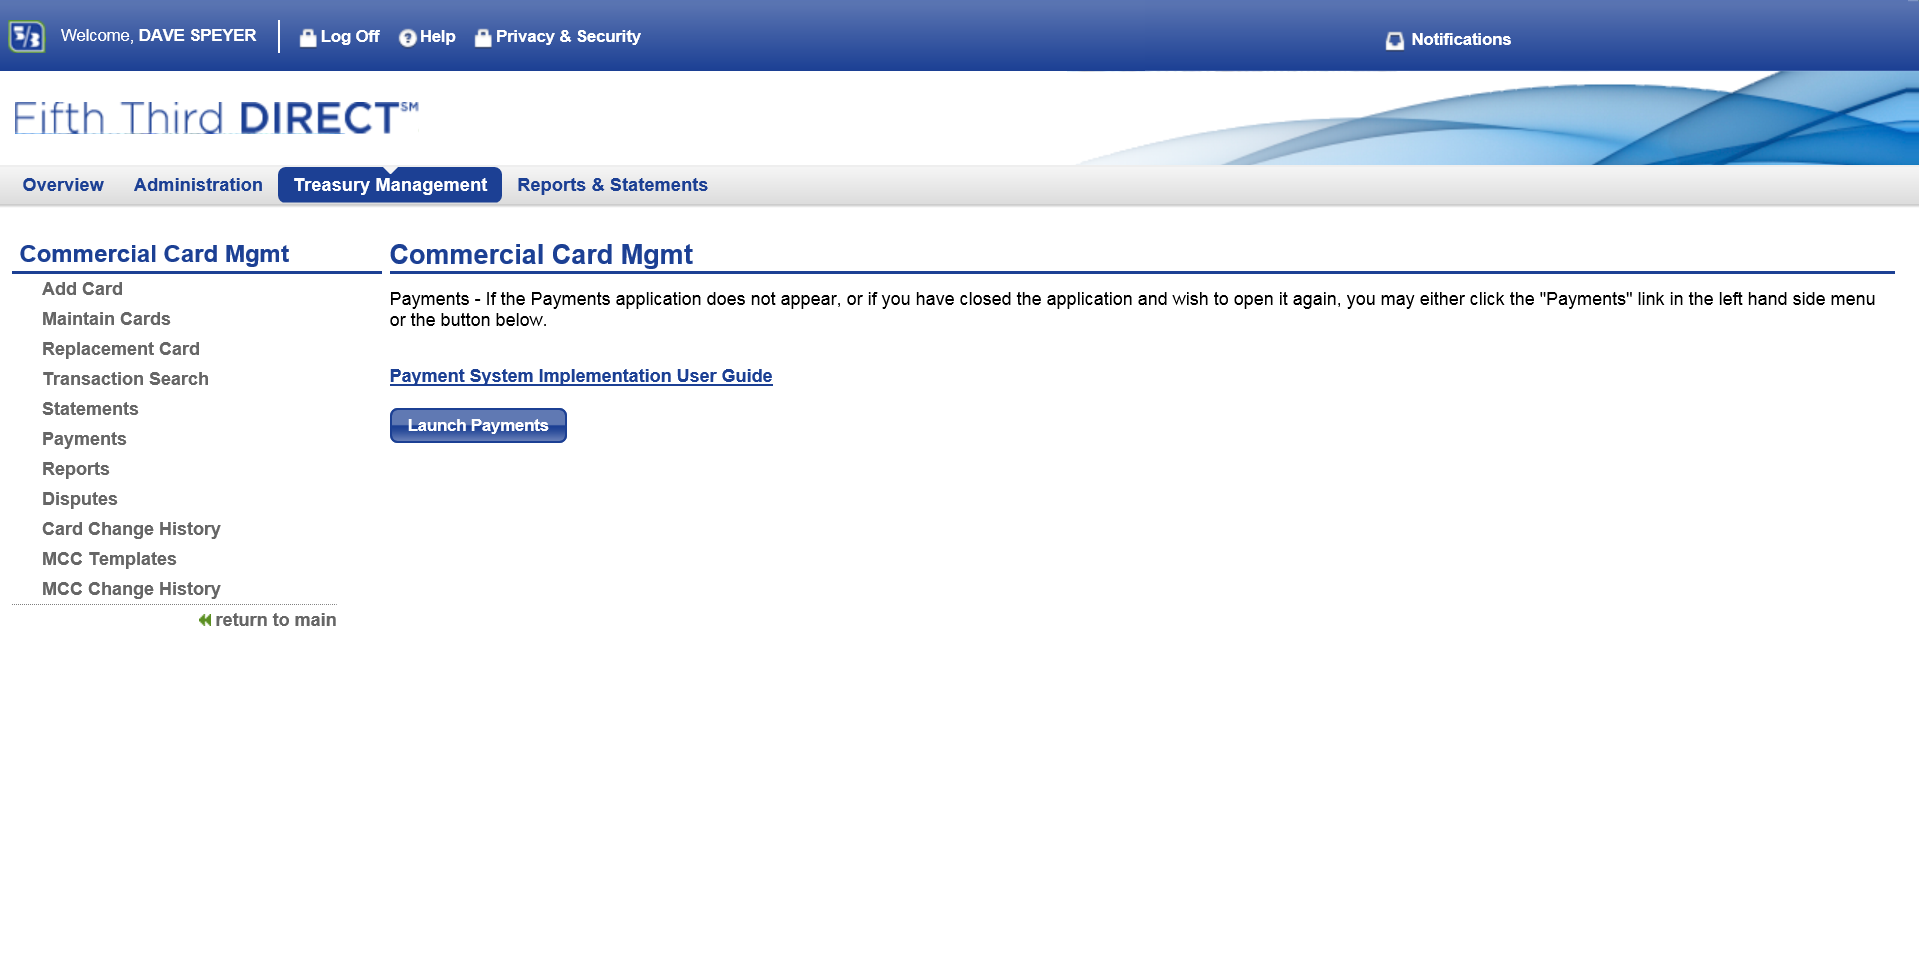 5/3 Welcome, DAVE SPEYER Log Off Help Privacy & Security Notifications
Fifth Third DIRECT℠
Overview Administration Treasury Management Reports & Statements
Commercial Card Mgmt
Add Card
Maintain Cards
Replacement Card
Transaction Search
Statements
Payments
Reports
Disputes
Card Change History
MCC Templates
MCC Change History
return to main
Commercial Card Mgmt
Payments - If the Payments application does not appear, or if you have closed the application and wish to open it again, you may either click the "Payments" link in the left hand side menu
or the button below.
Payment System Implementation User Guide
Launch Payments